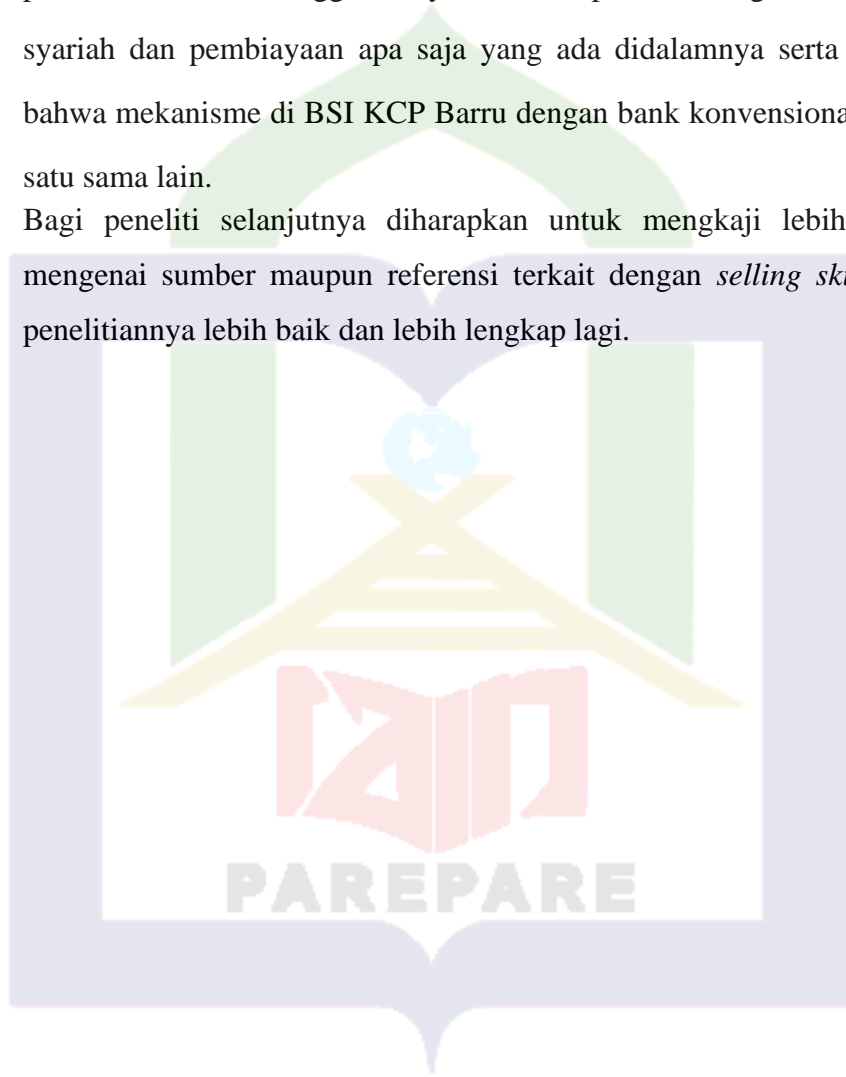 syariah dan pembiayaan apa saja yang ada didalamnya serta
bahwa mekanisme di BSI KCP Barru dengan bank konvensiona
satu sama lain.
Bagi peneliti selanjutnya diharapkan untuk mengkaji lebih
mengenai sumber maupun referensi terkait dengan selling sk
penelitiannya lebih baik dan lebih lengkap lagi.
iain
PAREPARE